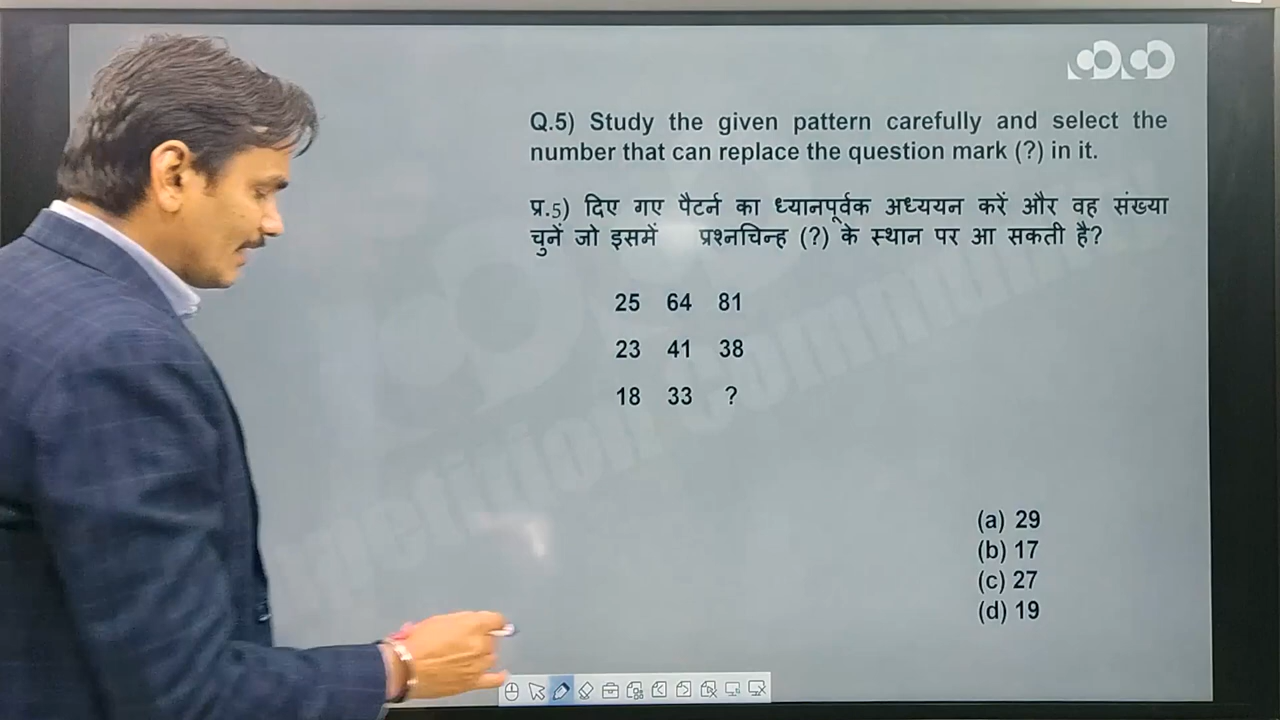 Q.5) Study the given pattern carefully and select the
number that can replace the question mark (?) in it.
प्र.5) दिए गए पैटर्न का ध्यानपूर्वक अध्ययन करें और वह संख्या
चुनें जो इसमें प्रश्नचिन्ह (?) के स्थान पर आ सकती है?
25 64 81
23 41 38
18 33 ?
(a) 29
(b) 17
(c) 27
(d) 19